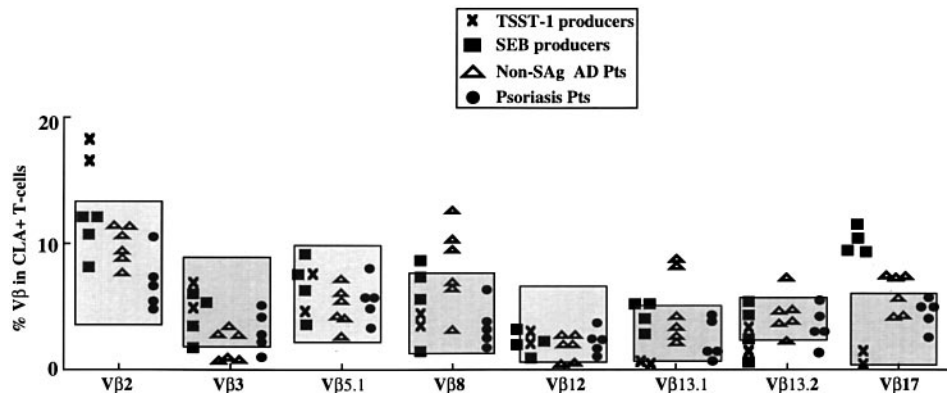 TSST-1 producers
SEB producers
Non-SAg AD Pts
Psoriasis Pts
% Vβ in CLA+ T-cells
20
10
0
Vβ2 Vβ3 Vβ5.1 Vβ8 Vβ12 Vβ13.1 Vβ13.2 Vβ17